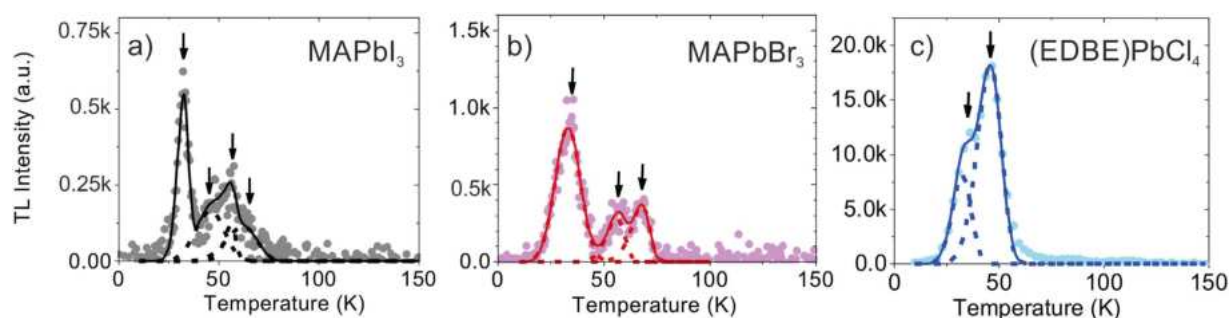 TL Intensity (a.u.)
a)
MAPbI₃
0.75k
0.5k
0.25k
0.00
0
50
100
150
Temperature (K)
b)
MAPbBr₃
1.5k
1.0k
0.5k
0.0
0
50
100
150
Temperature (K)
c)
(EDBE)PbCl₄
20.0k
15.0k
10.0k
5.0k
0.0
0
50
100
150
Temperature (K)